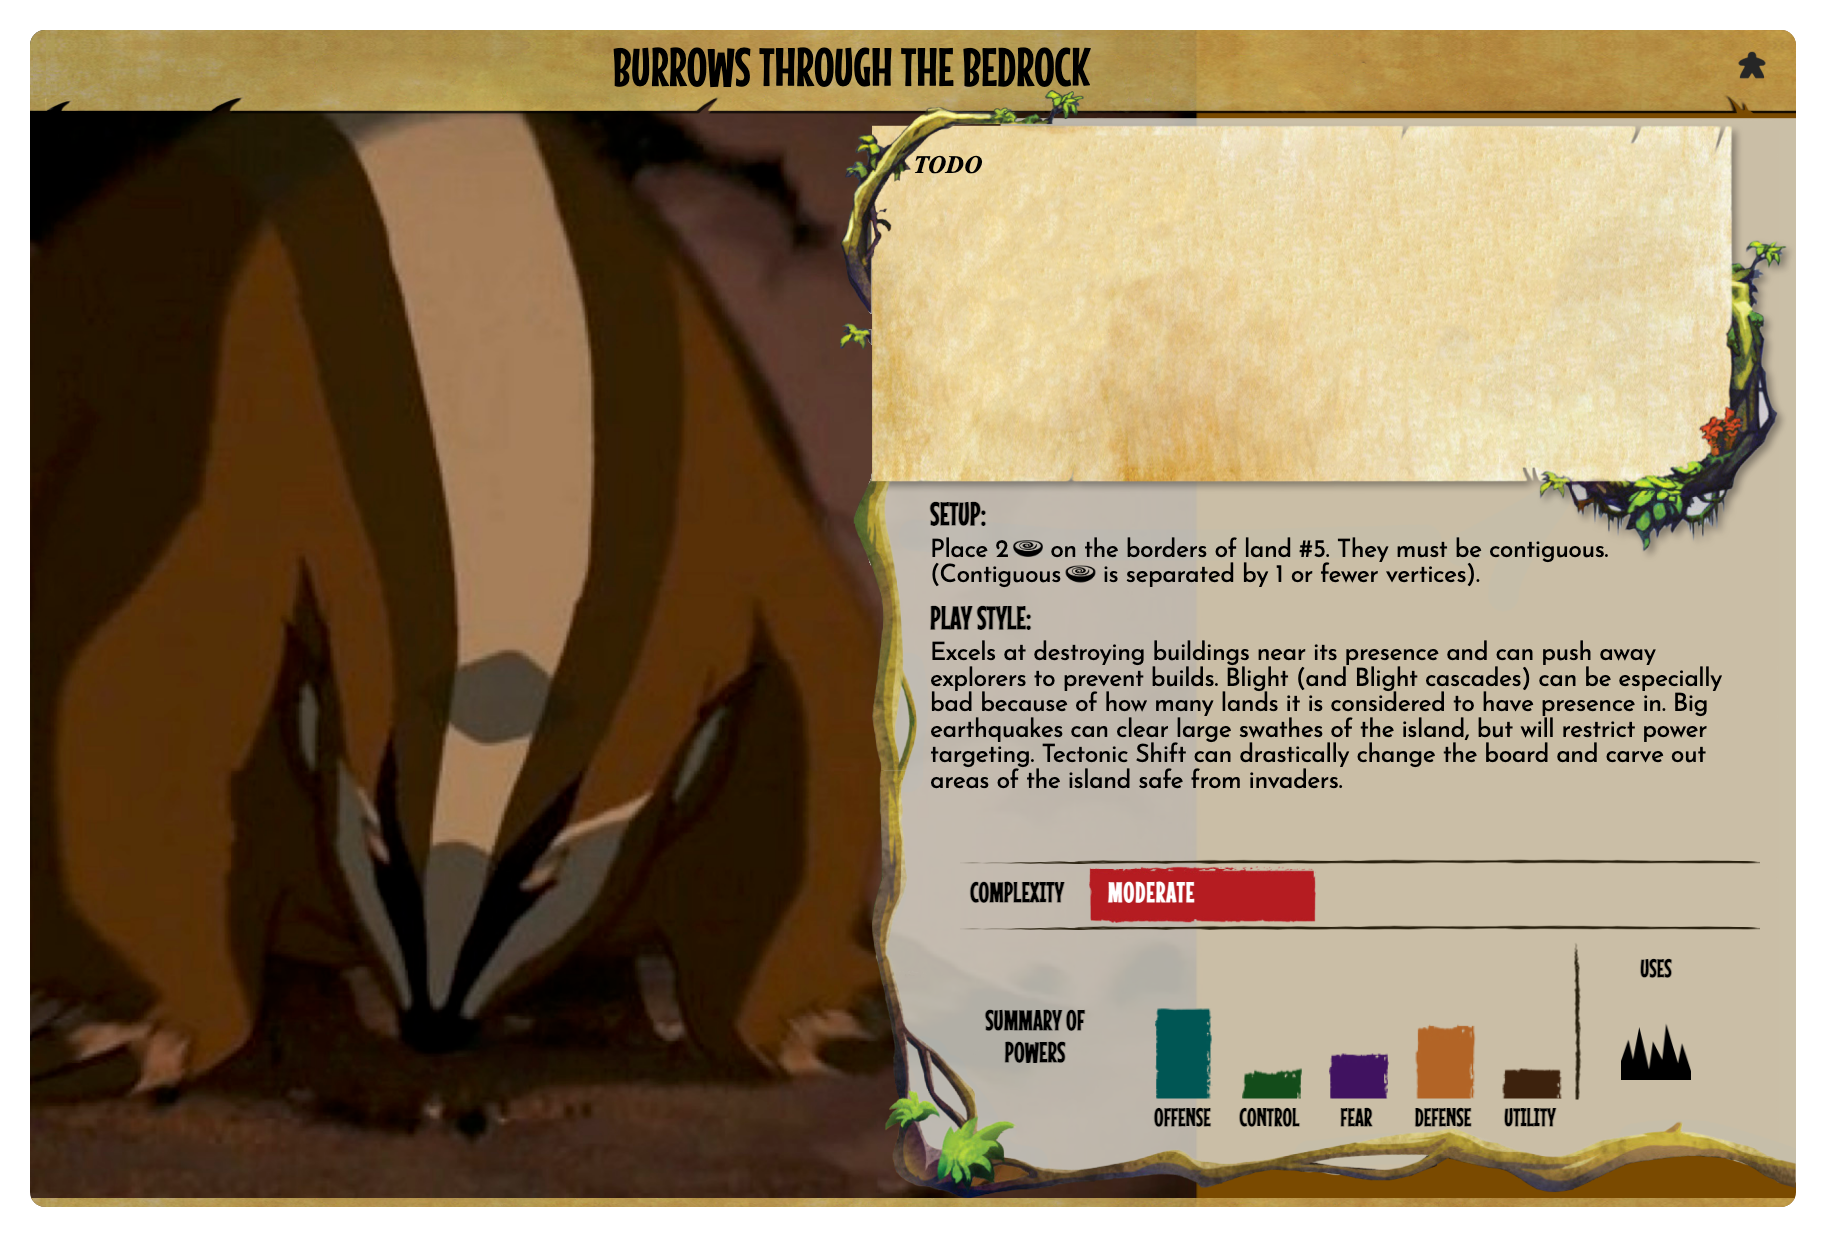 BURROWS THROUGH THE BEDROCK
TODO
SETUP:
Place 2 on the borders of land #5. They must be contiguous.
(Contiguous is separated by 1 or fewer vertices).
PLAY STYLE:
Excels at destroying buildings near its presence and can push away
explorers to prevent builds. Blight (and Blight cascades) can be especially
bad because of how many lands it is considered to have presence in. Big
earthquakes can clear large swathes of the island, but will restrict power
targeting. Tectonic Shift can drastically change the board and carve out
areas of the island safe from invaders.
COMPLEXITY MODERATE
USES
SUMMARY OF
POWERS
OFFENSE CONTROL FEAR DEFENSE UTILITY